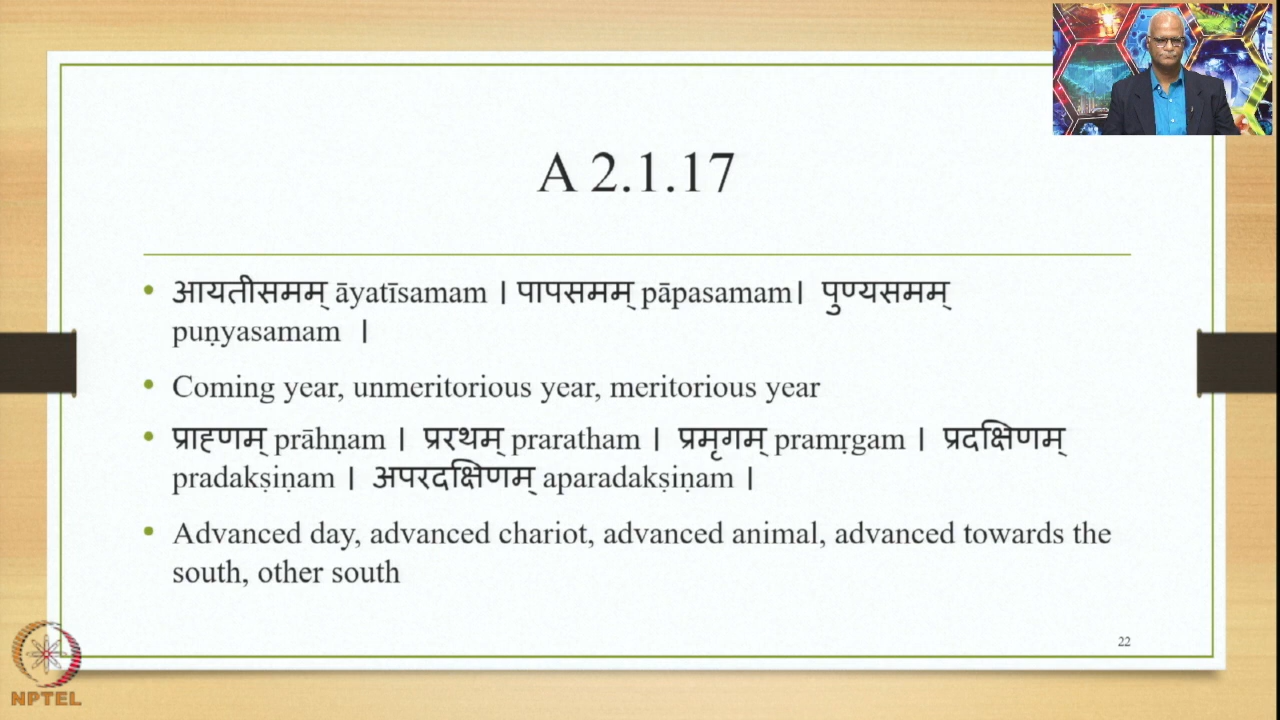 A 2.1.17
आयतीसमम् āyatīsamam । पापसमम् pāpasamam। पुण्यसमम्
puṇyasamam ।
Coming year, unmeritorious year, meritorious year
प्राह्णम् prāhṇam । प्ररथम् praratham । प्रमृगम् pramṛgam । प्रदक्षिणम्
pradakṣiṇam । अपरदक्षिणम् aparadakṣiṇam ।
Advanced day, advanced chariot, advanced animal, advanced towards the
south, other south
22
NPTEL